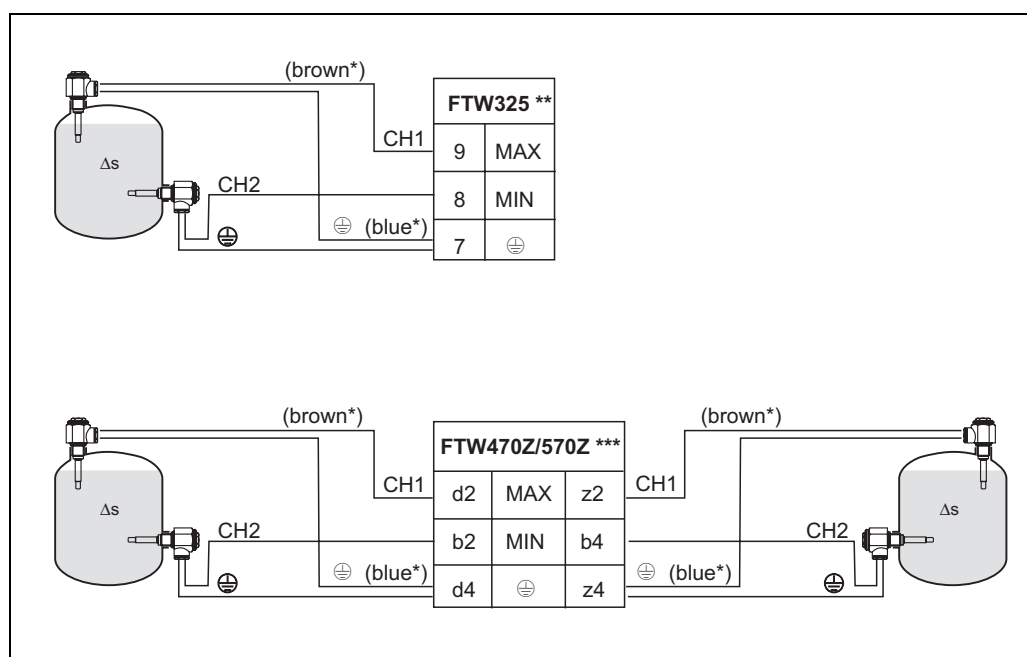 (brown*)
FTW325 **
CH1
9 MAX
Δs
CH2
8 MIN
(blue*)
7
(brown*)
(brown*)
FTW470Z/570Z ***
CH1
d2 MAX z2
CH1
Δs
Δs
CH2
b2 MIN b4
CH2
(blue*)
(blue*)
d4 z4